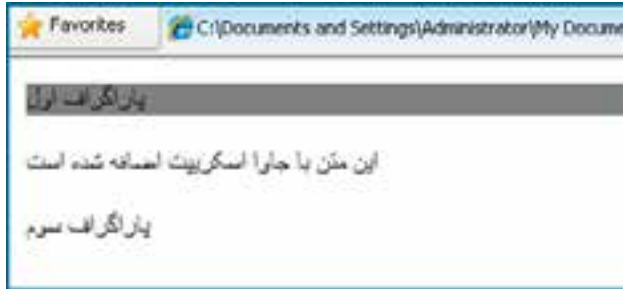 Favorites
C:\Documents and Settings\Administrator\My Docume
پاراگراف اول
این متن با جاوا اسکریپت اضافه شده است
پاراگراف سوم